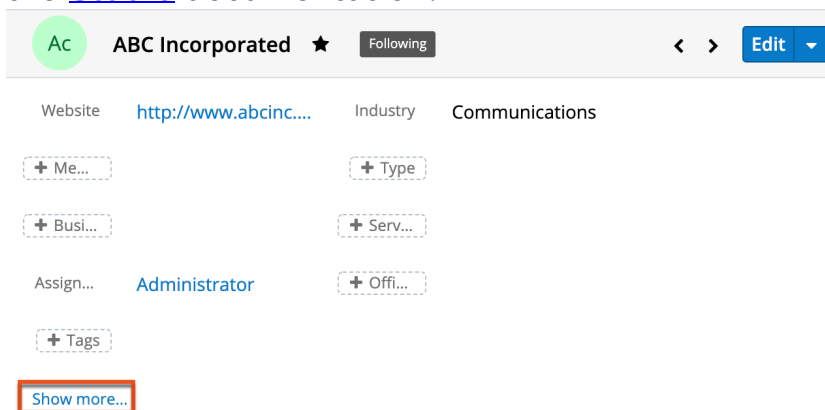 Ac ABC Incorporated ★ Following < > Edit
Website http://www.abcinc.... Industry Communications
+ Me... + Type
+ Busi... + Serv...
Assign... Administrator + Offi...
+ Tags
Show more...